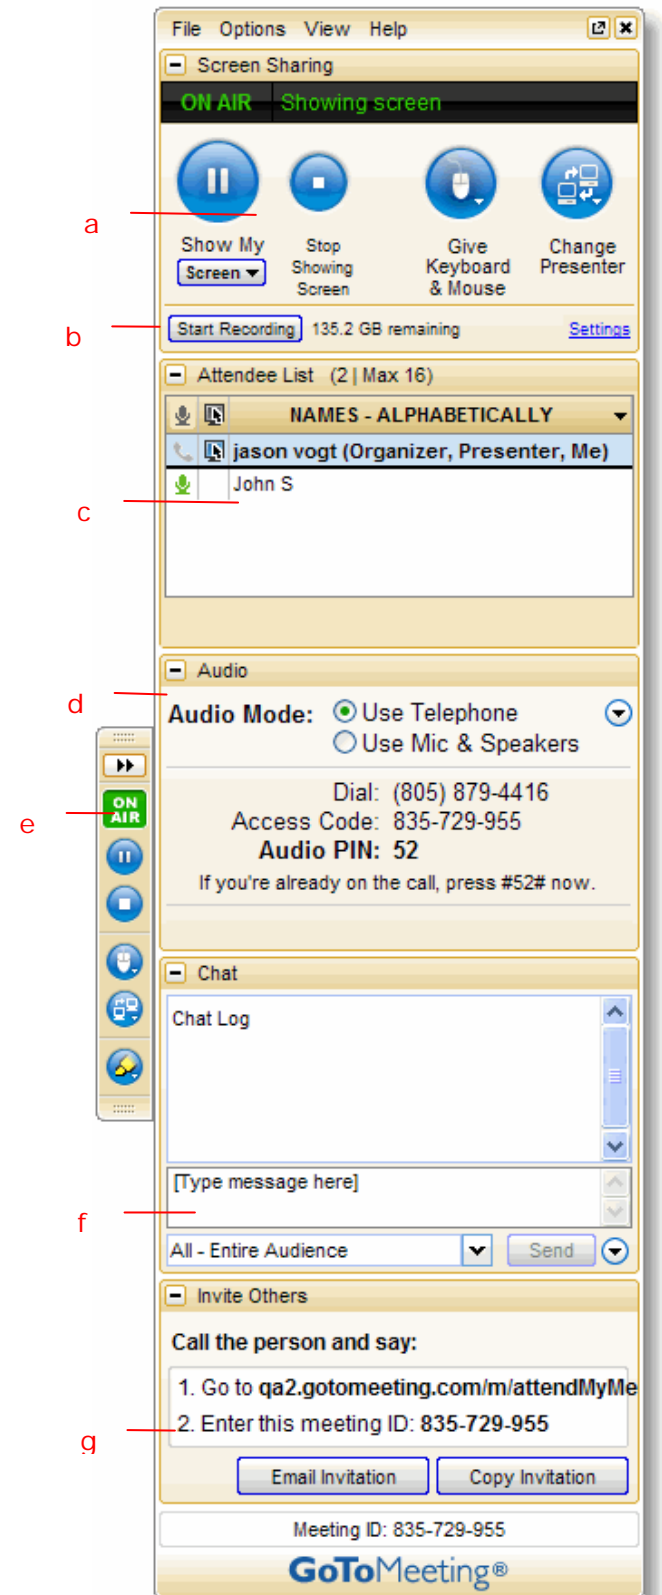 File Options View Help
Screen Sharing
ON AIR Showing screen
a
Show My
Screen
Stop
Showing
Screen
Give
Keyboard
& Mouse
Change
Presenter
b
Start Recording 135.2 GB remaining Settings
Attendee List (2 | Max 16)
NAMES - ALPHABETICALLY
jason vogt (Organizer, Presenter, Me)
John S
c
Audio
d
Audio Mode: Use Telephone
Use Mic & Speakers
Dial: (805) 879-4416
Access Code: 835-729-955
Audio PIN: 52
If you're already on the call, press #52# now.
ON
AIR
e
Chat
Chat Log
[Type message here]
f
All - Entire Audience Send
Invite Others
Call the person and say:
1. Go to qa2.gotomeeting.com/m/attendMyMe
2. Enter this meeting ID: 835-729-955
g
Email Invitation Copy Invitation
Meeting ID: 835-729-955
GoToMeeting®